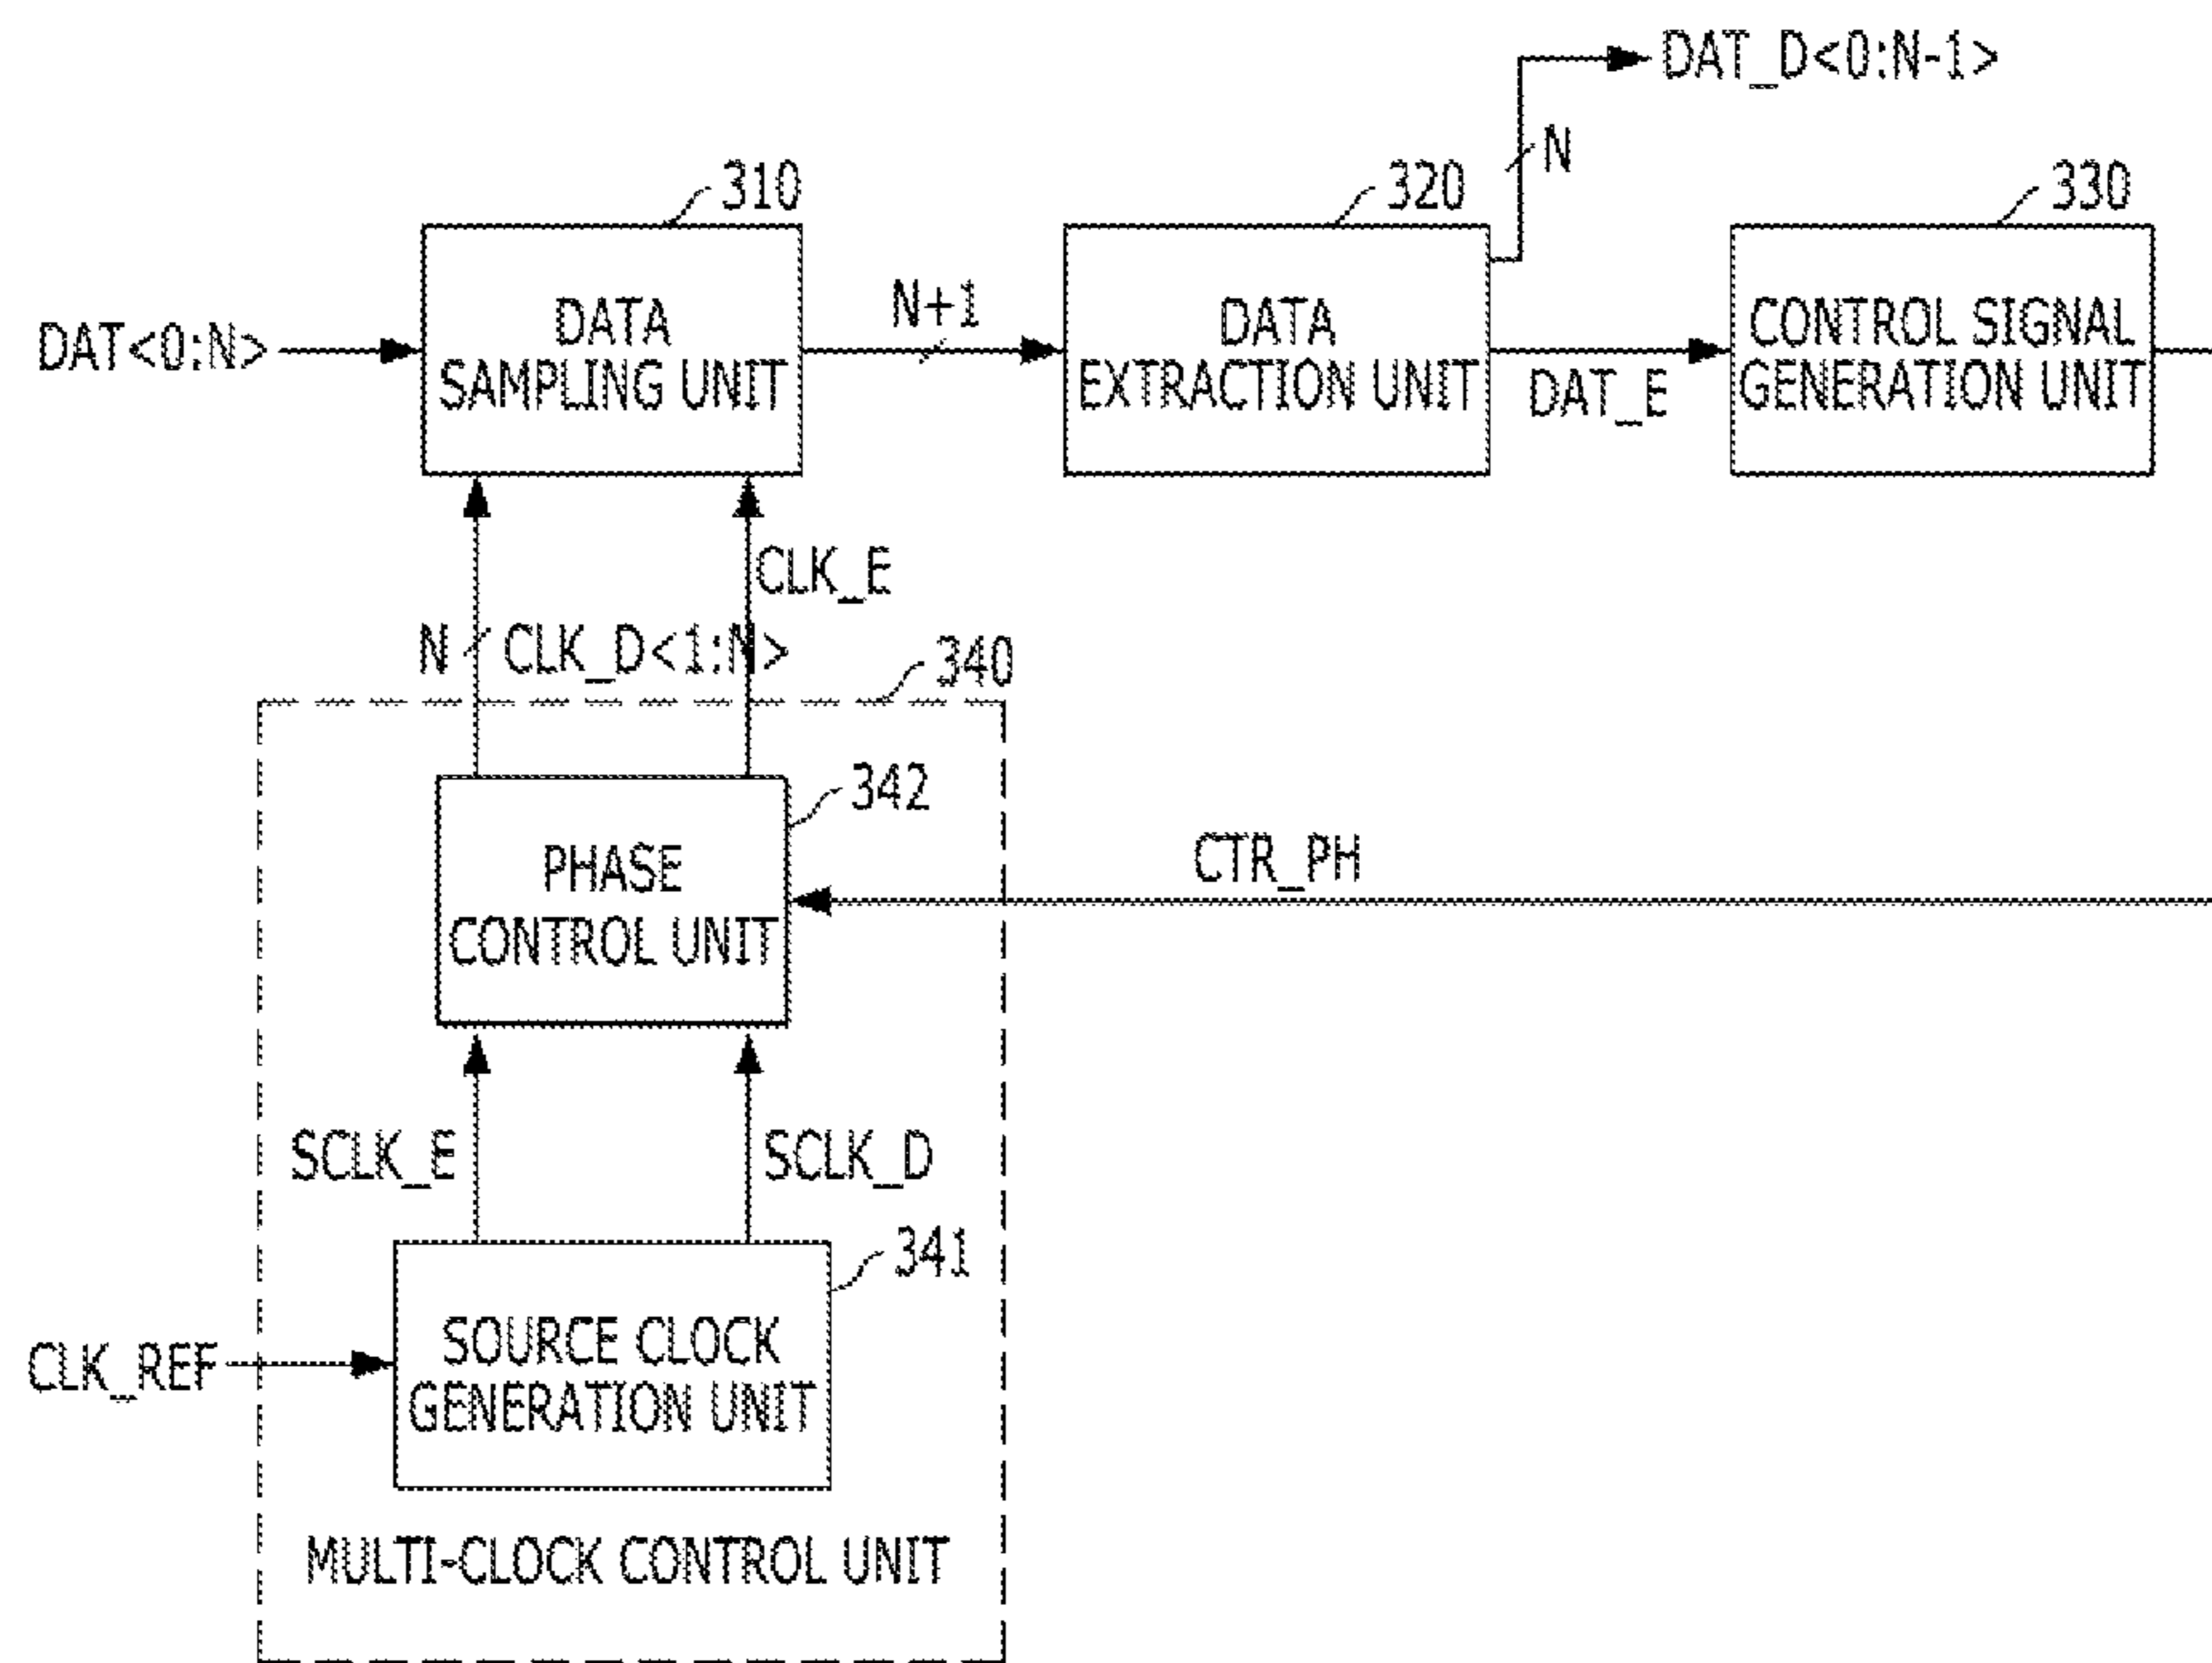 DAT_D<0:N-1>
N
310
320
330
DAT<0:N>
DATA
SAMPLING UNIT
N+1
DATA
EXTRACTION UNIT
DAT_E
CONTROL SIGNAL
GENERATION UNIT
CLK_E
N
CLK_D<1:N>
340
342
PHASE
CONTROL UNIT
CTR_PH
SCLK_E
SCLK_D
341
CLK_REF
SOURCE CLOCK
GENERATION UNIT
MULTI-CLOCK CONTROL UNIT